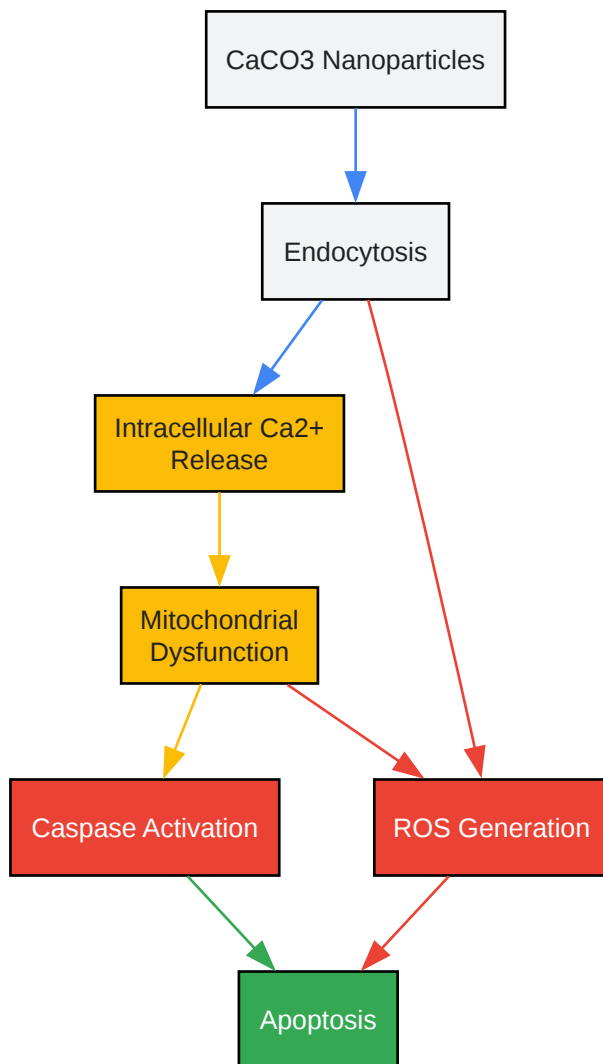 CaCO3 Nanoparticles
Endocytosis
Intracellular Ca2+
Release
Mitochondrial
Dysfunction
Caspase Activation
ROS Generation
Apoptosis